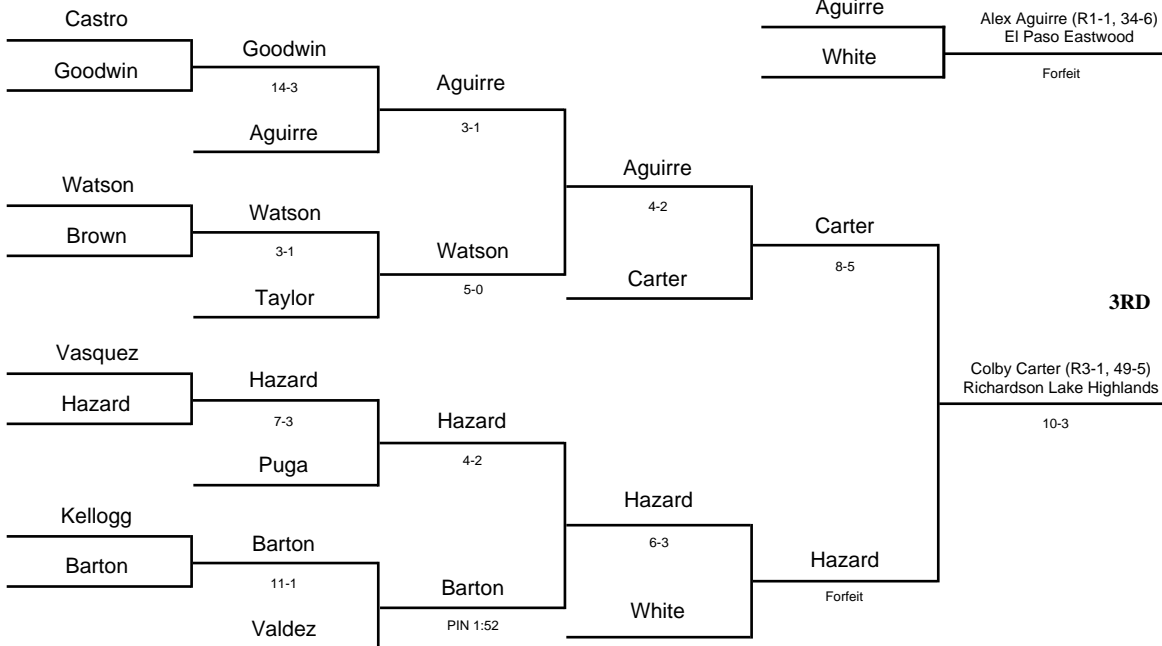 Castro
Goodwin
Watson
Brown
Vasquez
Hazard
Kellogg
Barton
Goodwin
14-3
Aguirre
Watson
3-1
Taylor
Hazard
7-3
Puga
Barton
11-1
Valdez
Aguirre
3-1
Watson
5-0
Hazard
4-2
Barton
PIN 1:52
Aguirre
4-2
Carter
Hazard
6-3
White
Aguirre
White
Carter
8-5
Hazard
Forfeit
Alex Aguirre (R1-1, 34-6)
El Paso Eastwood
Forfeit
3RD
Colby Carter (R3-1, 49-5)
Richardson Lake Highlands
10-3